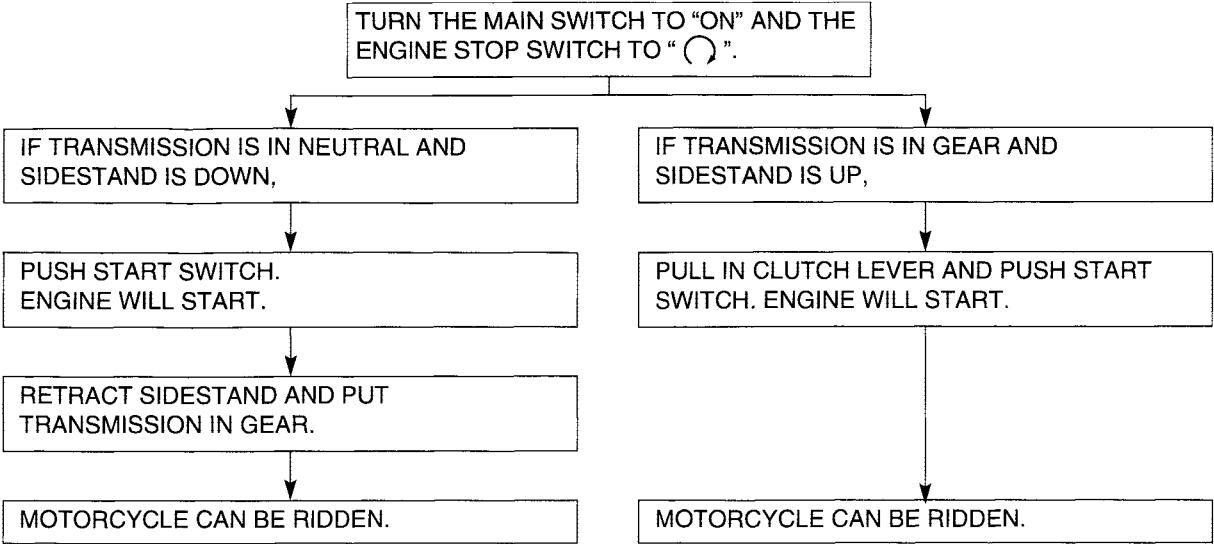 TURN THE MAIN SWITCH TO “ON” AND THE
ENGINE STOP SWITCH TO “ ”.
IF TRANSMISSION IS IN NEUTRAL AND
SIDESTAND IS DOWN,
PUSH START SWITCH.
ENGINE WILL START.
RETRACT SIDESTAND AND PUT
TRANSMISSION IN GEAR.
MOTORCYCLE CAN BE RIDDEN.
IF TRANSMISSION IS IN GEAR AND
SIDESTAND IS UP,
PULL IN CLUTCH LEVER AND PUSH START
SWITCH. ENGINE WILL START.
MOTORCYCLE CAN BE RIDDEN.